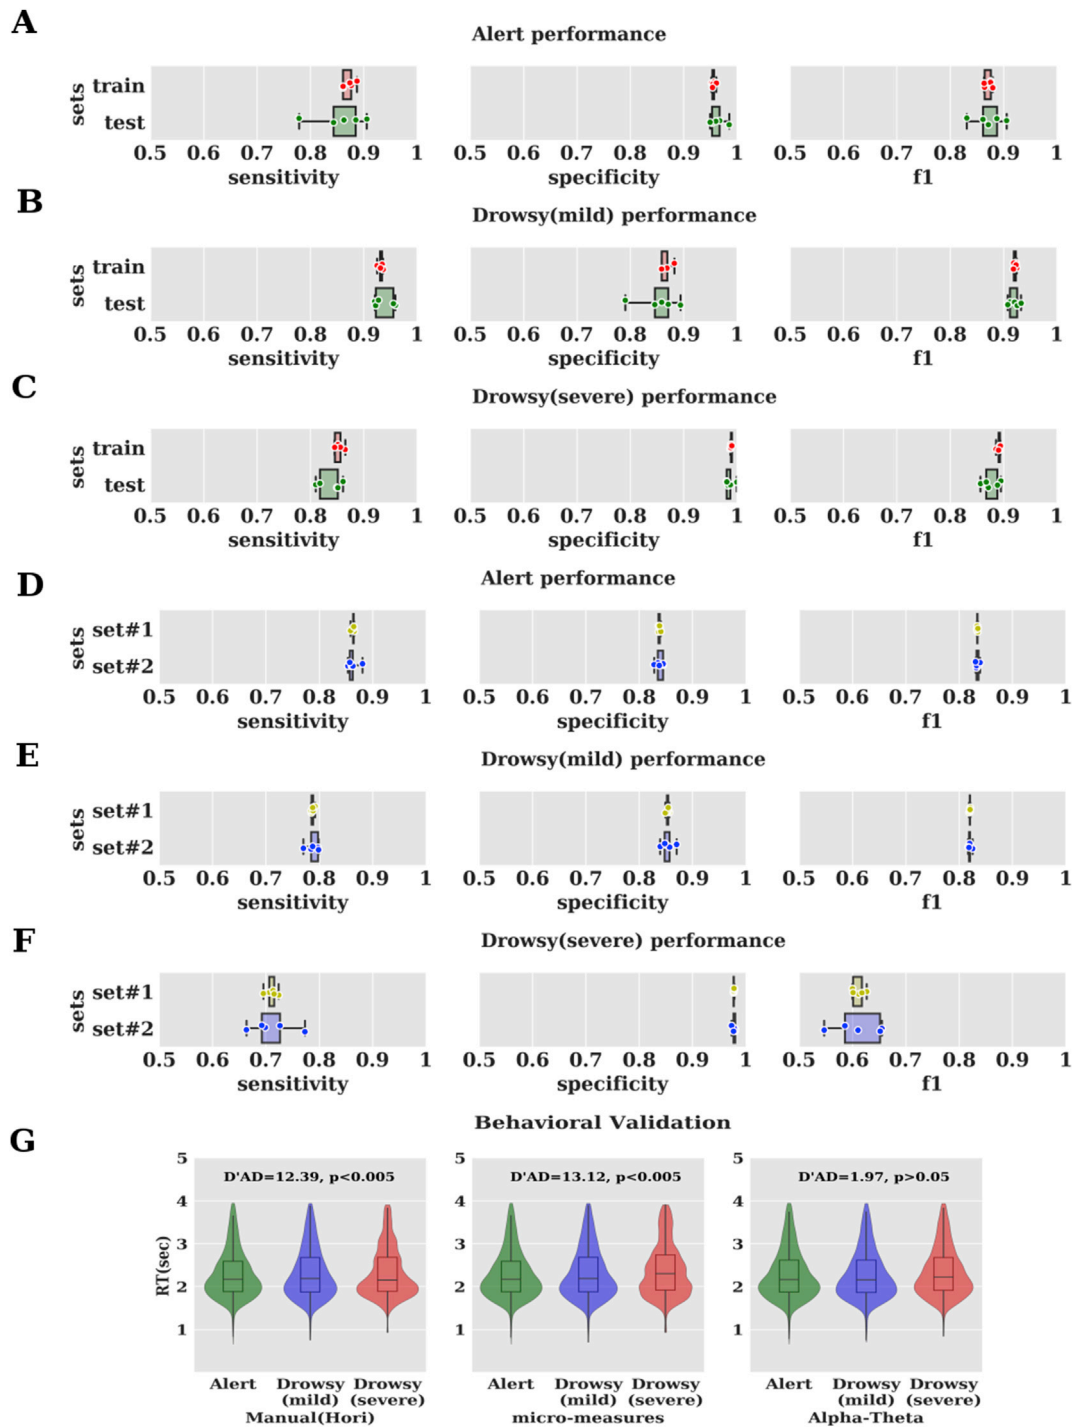 A
Alert performance
sets
train
test
0.5 0.6 0.7 0.8 0.9 1
sensitivity
0.5 0.6 0.7 0.8 0.9 1
specificity
0.5 0.6 0.7 0.8 0.9 1
f1
B
Drowsy(mild) performance
sets
train
test
0.5 0.6 0.7 0.8 0.9 1
sensitivity
0.5 0.6 0.7 0.8 0.9 1
specificity
0.5 0.6 0.7 0.8 0.9 1
f1
C
Drowsy(severe) performance
sets
train
test
0.5 0.6 0.7 0.8 0.9 1
sensitivity
0.5 0.6 0.7 0.8 0.9 1
specificity
0.5 0.6 0.7 0.8 0.9 1
f1
D
Alert performance
sets
set#1
set#2
0.5 0.6 0.7 0.8 0.9 1
sensitivity
0.5 0.6 0.7 0.8 0.9 1
specificity
0.5 0.6 0.7 0.8 0.9 1
f1
E
Drowsy(mild) performance
sets
set#1
set#2
0.5 0.6 0.7 0.8 0.9 1
sensitivity
0.5 0.6 0.7 0.8 0.9 1
specificity
0.5 0.6 0.7 0.8 0.9 1
f1
F
Drowsy(severe) performance
sets
set#1
set#2
0.5 0.6 0.7 0.8 0.9 1
sensitivity
0.5 0.6 0.7 0.8 0.9 1
specificity
0.5 0.6 0.7 0.8 0.9 1
f1
G
Behavioral Validation
RT(sec)
5
4
3
2
1
D'AD=12.39, p<0.005
Alert Drowsy Drowsy
(mild) (severe)
Manual(Hori)
5
4
3
2
1
D'AD=13.12, p<0.005
Alert Drowsy Drowsy
(mild) (severe)
micro-measures
5
4
3
2
1
D'AD=1.97, p>0.05
Alert Drowsy Drowsy
(mild) (severe)
Alpha-Theta